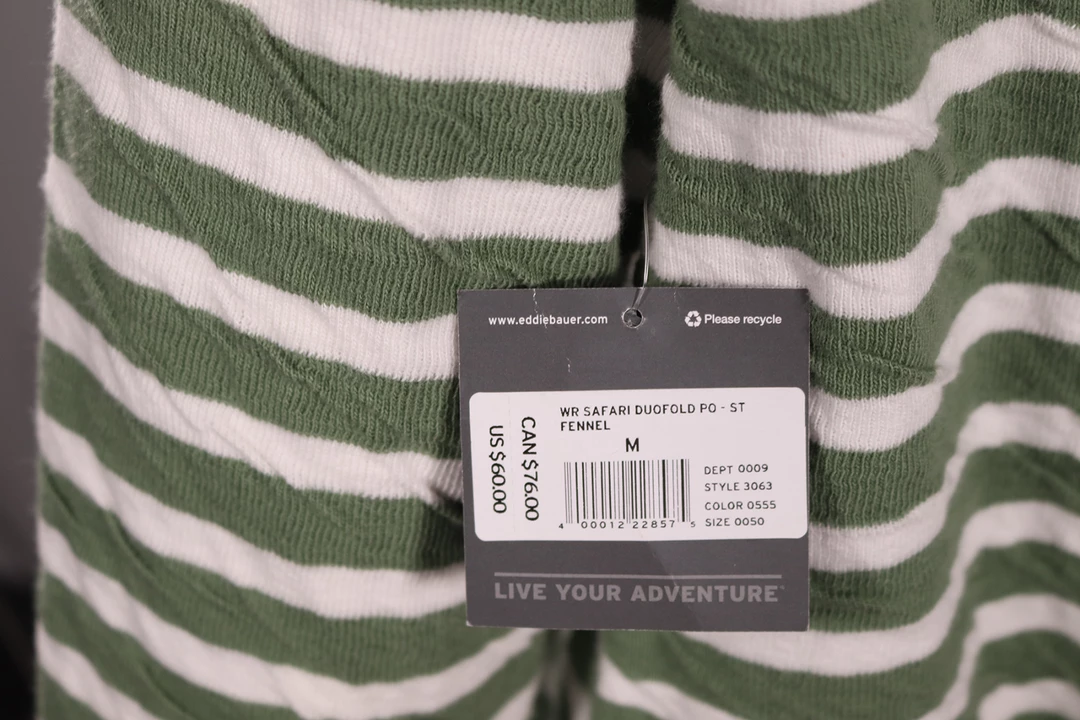 www.eddiebauer.com
Please recycle
WR SAFARI DUOFOLD PO - ST
FENNEL
M
CAN $76.00
US $60.00
4 00012 22857 5
DEPT 0009
STYLE 3063
COLOR 0555
SIZE 0050
LIVE YOUR ADVENTURE™